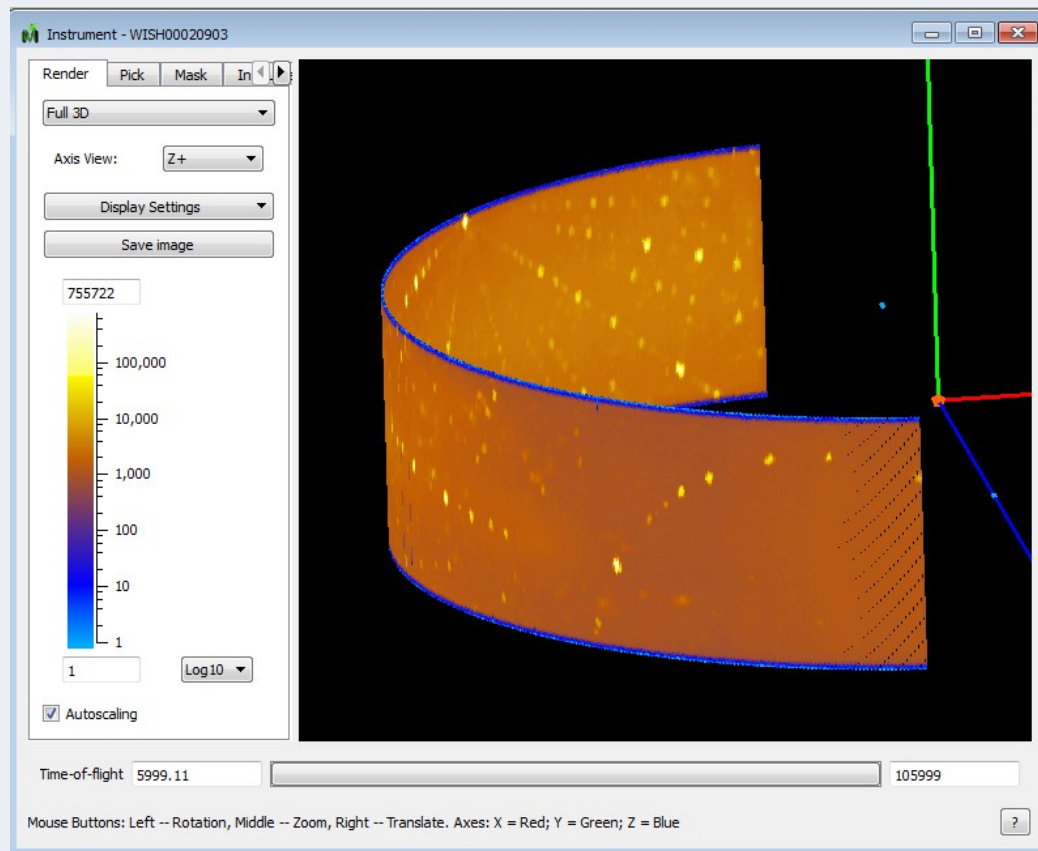 Instrument - WISH00020903
Render Pick Mask In
Full 3D
Axis View: Z+
Display Settings
Save image
755722
100,000
10,000
1,000
100
10
1
1 Log10
Autoscaling
Time-of-flight 5999.11 105999
Mouse Buttons: Left -- Rotation, Middle -- Zoom, Right -- Translate. Axes: X = Red; Y = Green; Z = Blue ?